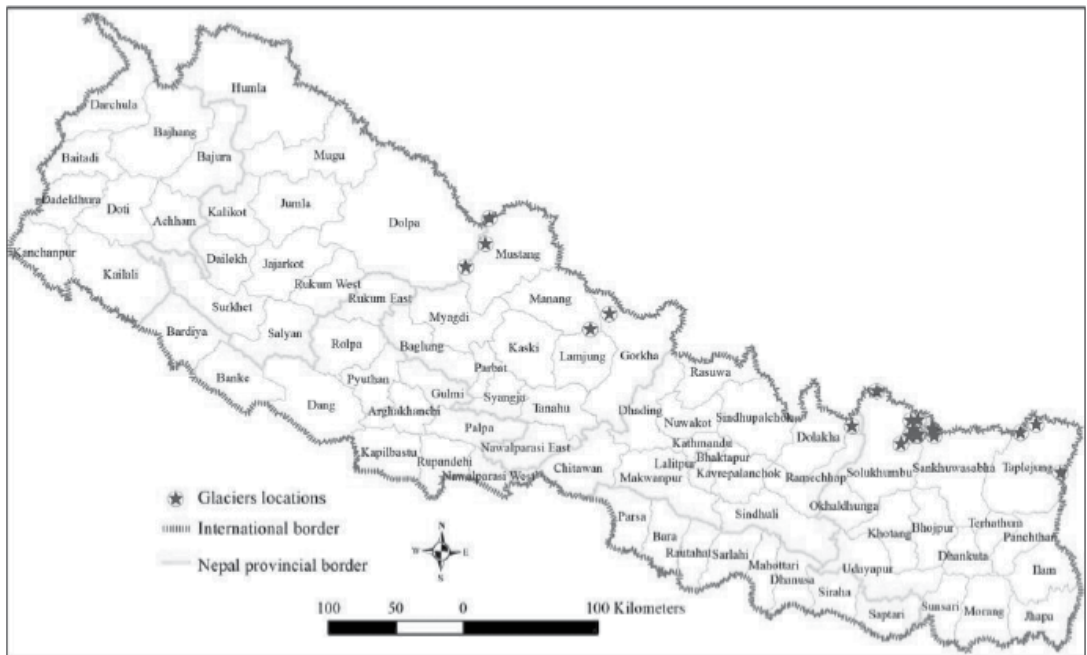 Humla
Darchula
Bajhang
Mugu
Baitadi
Bajura
Dadeldhura
Doti
Achham
Kalikot
Jumla
Dolpa
Mustang
Kanchanpur
Kailali
Dailekh
Jajarkot
Rukum West
Rukum East
Manang
Surkhet
Salyan
Myagdi
Bardiya
Rolpa
Baglung
Kaski
Lamjung
Gorkha
Parbat
Rasuwa
Banke
Pyuthan
Dang
Gulmi
Syangja
Tanahu
Arghakhanchi
Dhading
Nuwakot
Sindhupalchok
Palpa
Kathmandu
Dolakha
Nawalparasi East
Bhaktapur
Kapilbastu
Rupandehi
Nawalparasi West
Chitawan
Lalitpur
Makwanpur
Kavrepalanchok
Ramechhap
Solukhumbu
Sankhuwasabha
Taplejung
Okhaldhunga
Sindhuli
Parsa
Bara
Rautahat
Sarlahi
Mahottari
Dhanusa
Siraha
Udayapur
Khotang
Bhojpur
Terhathum
Panchthar
Dhankuta
Ilam
Saptari
Sunsari
Morang
Jhapa
Glaciers locations
International border
Nepal provincial border
N
W E
S
100 50 0 100 Kilometers